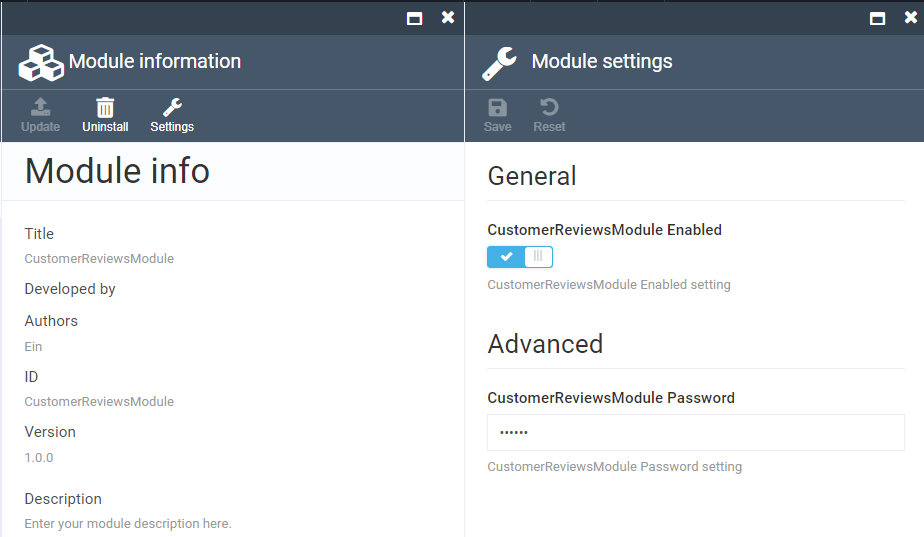 Module information
Update
Uninstall
Settings
Module info
Title
CustomerReviewsModule
Developed by
Authors
Ein
ID
CustomerReviewsModule
Version
1.0.0
Description
Enter your module description here.
Module settings
Save
Reset
General
CustomerReviewsModule Enabled
CustomerReviewsModule Enabled setting
Advanced
CustomerReviewsModule Password
••••••
CustomerReviewsModule Password setting